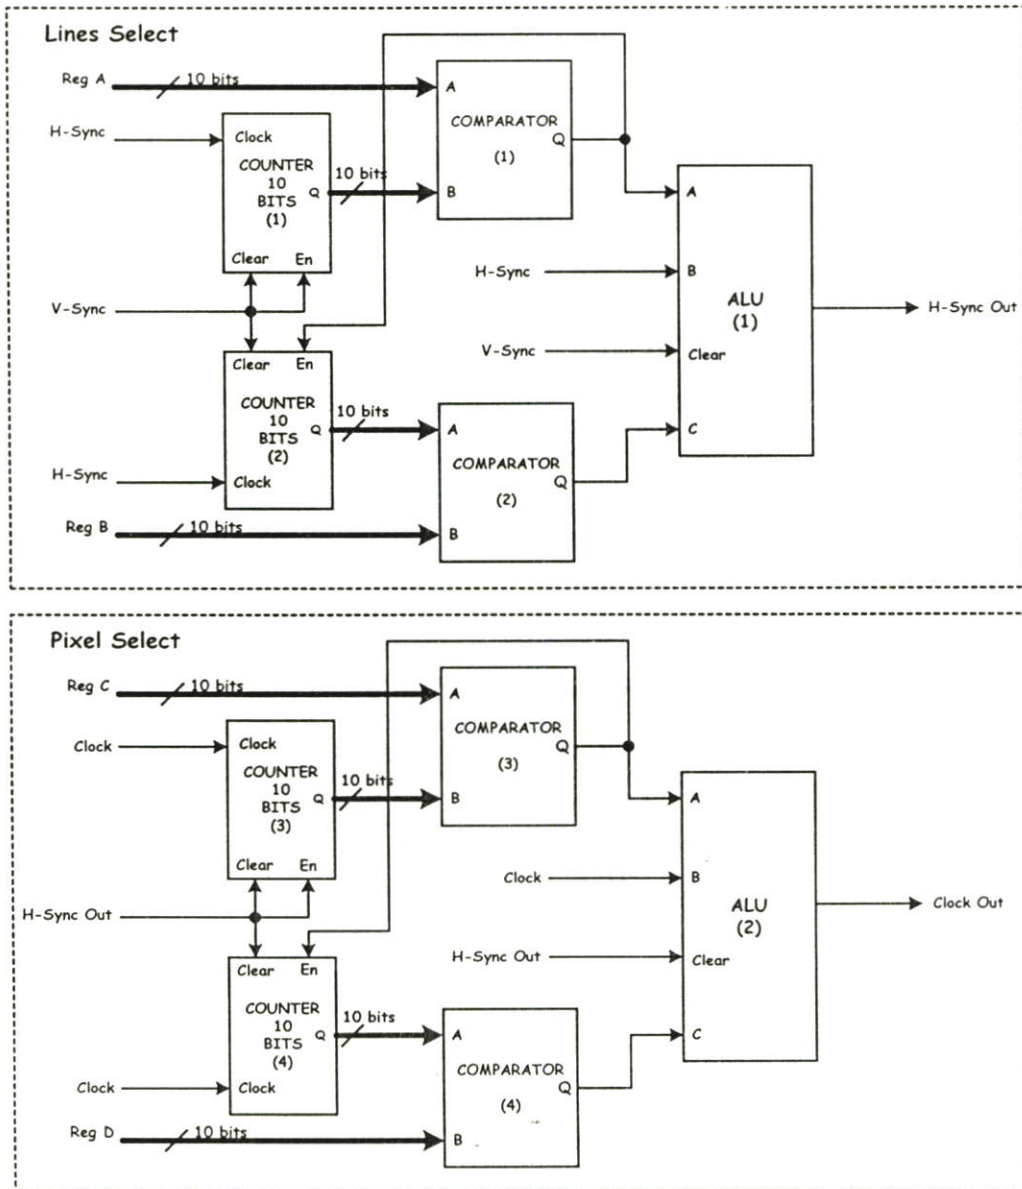 Lines Select
Reg A
10 bits
A
COMPARATOR
(1)
Q
B
H-Sync
Clock
COUNTER
10
BITS
(1)
Q
10 bits
Clear
En
V-Sync
Clear
En
COUNTER
10
BITS
(2)
Q
10 bits
H-Sync
Clock
Reg B
10 bits
A
COMPARATOR
(2)
Q
B
A
H-Sync
B
ALU
(1)
V-Sync
Clear
C
H-Sync Out
Pixel Select
Reg C
10 bits
A
COMPARATOR
(3)
Q
B
Clock
Clock
COUNTER
10
BITS
(3)
Q
10 bits
Clear
En
H-Sync Out
Clear
En
COUNTER
10
BITS
(4)
Q
10 bits
Clock
Clock
Reg D
10 bits
A
COMPARATOR
(4)
Q
B
A
Clock
B
ALU
(2)
H-Sync Out
Clear
C
Clock Out